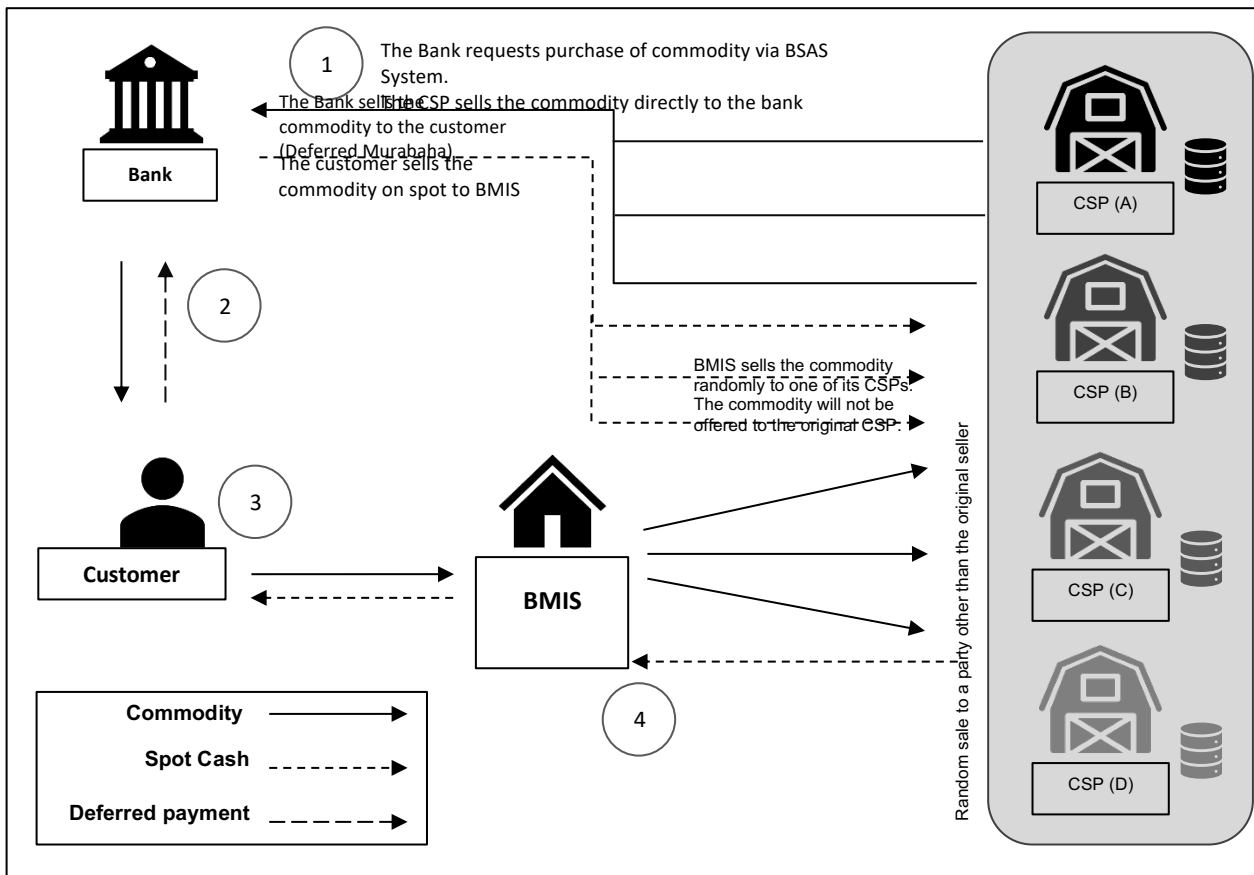 1
The Bank requests purchase of commodity via BSAS
System.
The CSP sells the commodity directly to the bank
The Bank sells the
commodity to the customer
(Deferred Murabaha)
The customer sells the
commodity on spot to BMIS
Bank
2
BMIS sells the commodity
randomly to one of its CSPs.
The commodity will not be
offered to the original CSP.
3
Customer
BMIS
4
Random sale to a party other than the original seller
CSP (A)
CSP (B)
CSP (C)
CSP (D)
Commodity
Spot Cash
Deferred payment